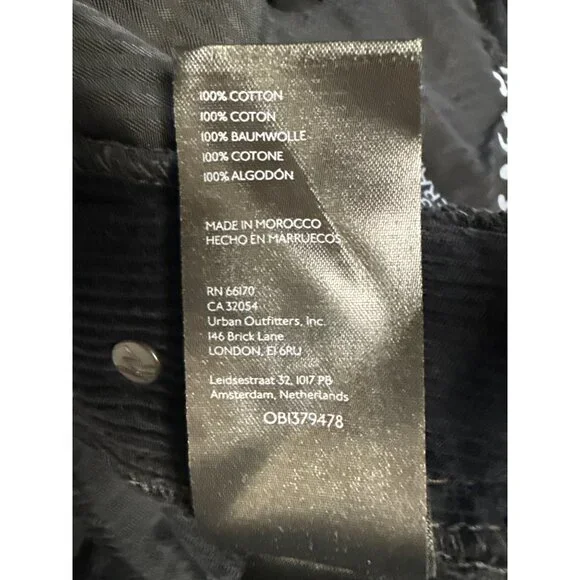 100% COTTON
100% COTON
100% BAUMWOLLE
100% COTONE
100% ALGODÓN
MADE IN MOROCCO
HECHO EN MARRUECOS
RN 66170
CA 32054
Urban Outfitters, Inc.
146 Brick Lane
LONDON, E1 6RU
Leidsestraat 32, 1017 PB
Amsterdam, Netherlands
OB1379478